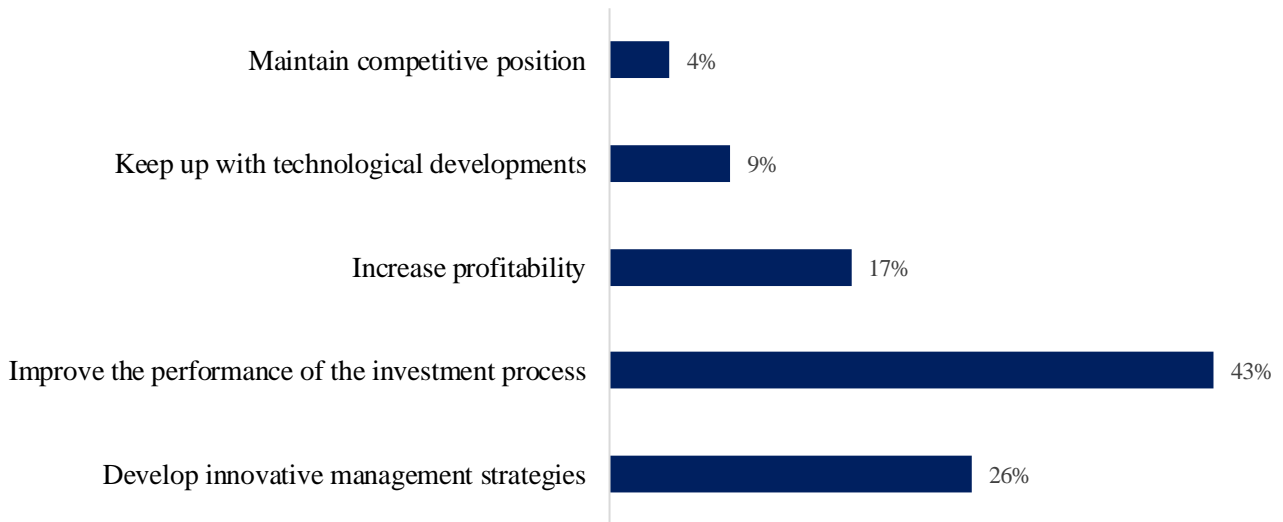 Maintain competitive position 4%
Keep up with technological developments 9%
Increase profitability 17%
Improve the performance of the investment process 43%
Develop innovative management strategies 26%